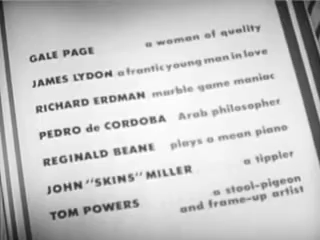 GALE PAGE a woman of quality
JAMES LYDON a frantic young man in love
RICHARD ERDMAN marble game maniac
PEDRO de CORDOBA Arab philosopher
REGINALD BEANE plays a mean piano
JOHN "SKINS" MILLER a tippler
TOM POWERS a stool-pigeon
and frame-up artist